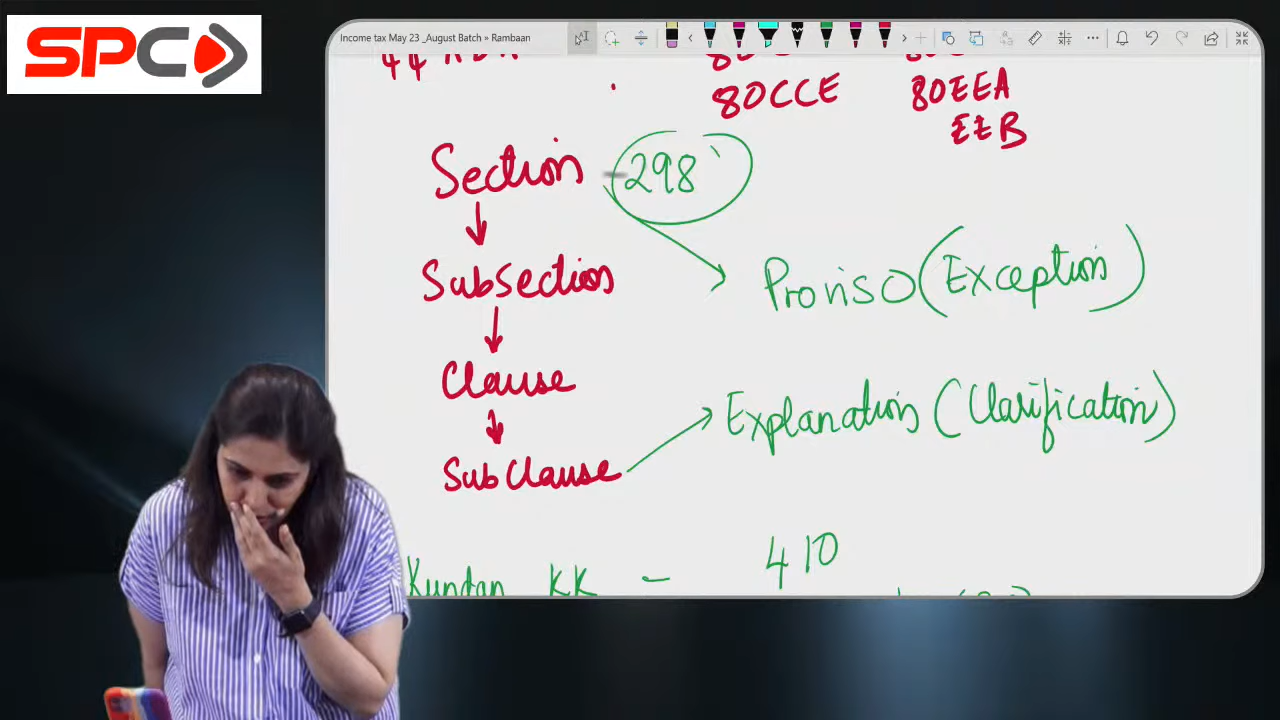 SPC
Income tax May 23 _August Batch » Rambaan
80CCE
80EEA
EEB
Section - 298
Subsection
Proviso (Exception)
Clause
Explanation (Clarification)
Sub Clause
410
Kundan KK -